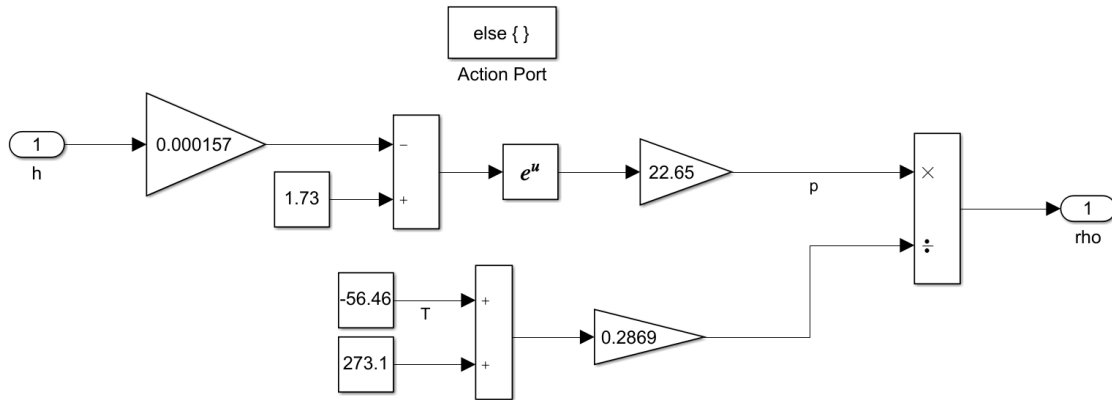 else { }
Action Port
1
h
0.000157
−
+
1.73
e^u
22.65
p
×
÷
1
rho
-56.46
T
273.1
+
+
0.2869